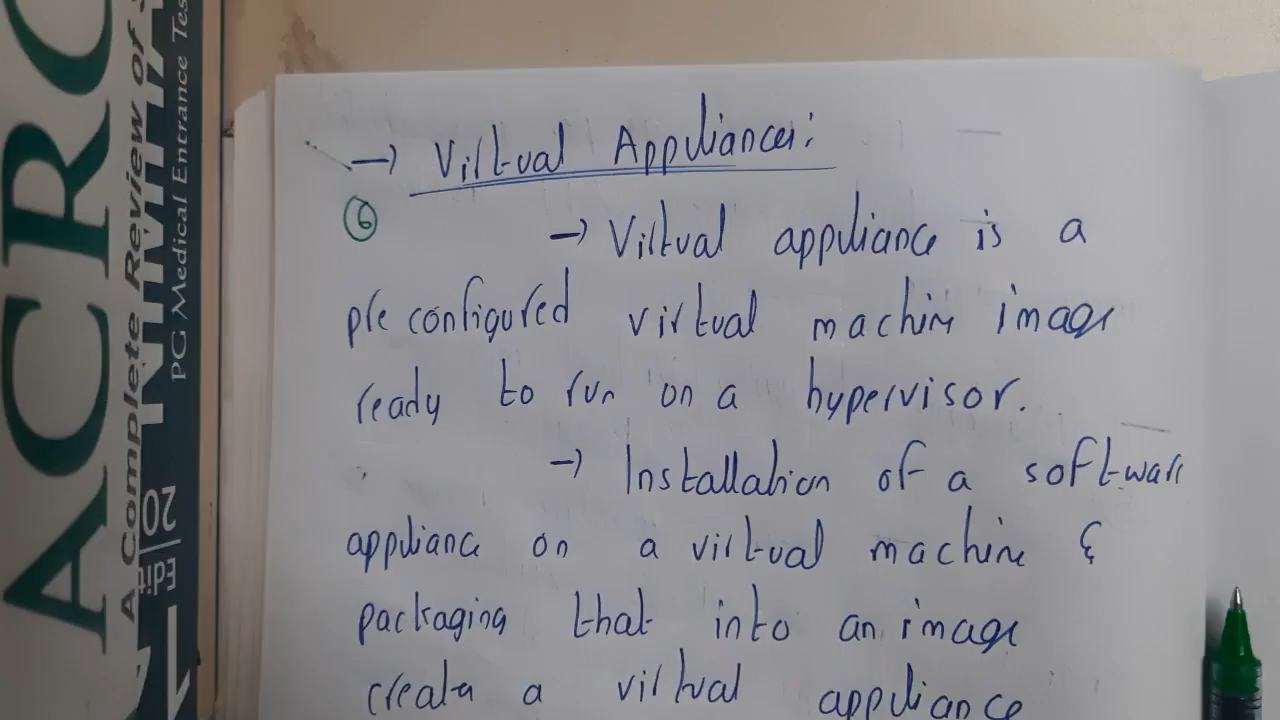 → Virtual Appliances:
⑥
→ Virtual appliance is a
pre configured virtual machine image
ready to run on a hypervisor.
→ Installation of a software
appliance on a virtual machine &
packaging that into an image
creates a virtual appliance
ACRO
A Complete Review of
PG Medical Entrance Tes
20
Edit